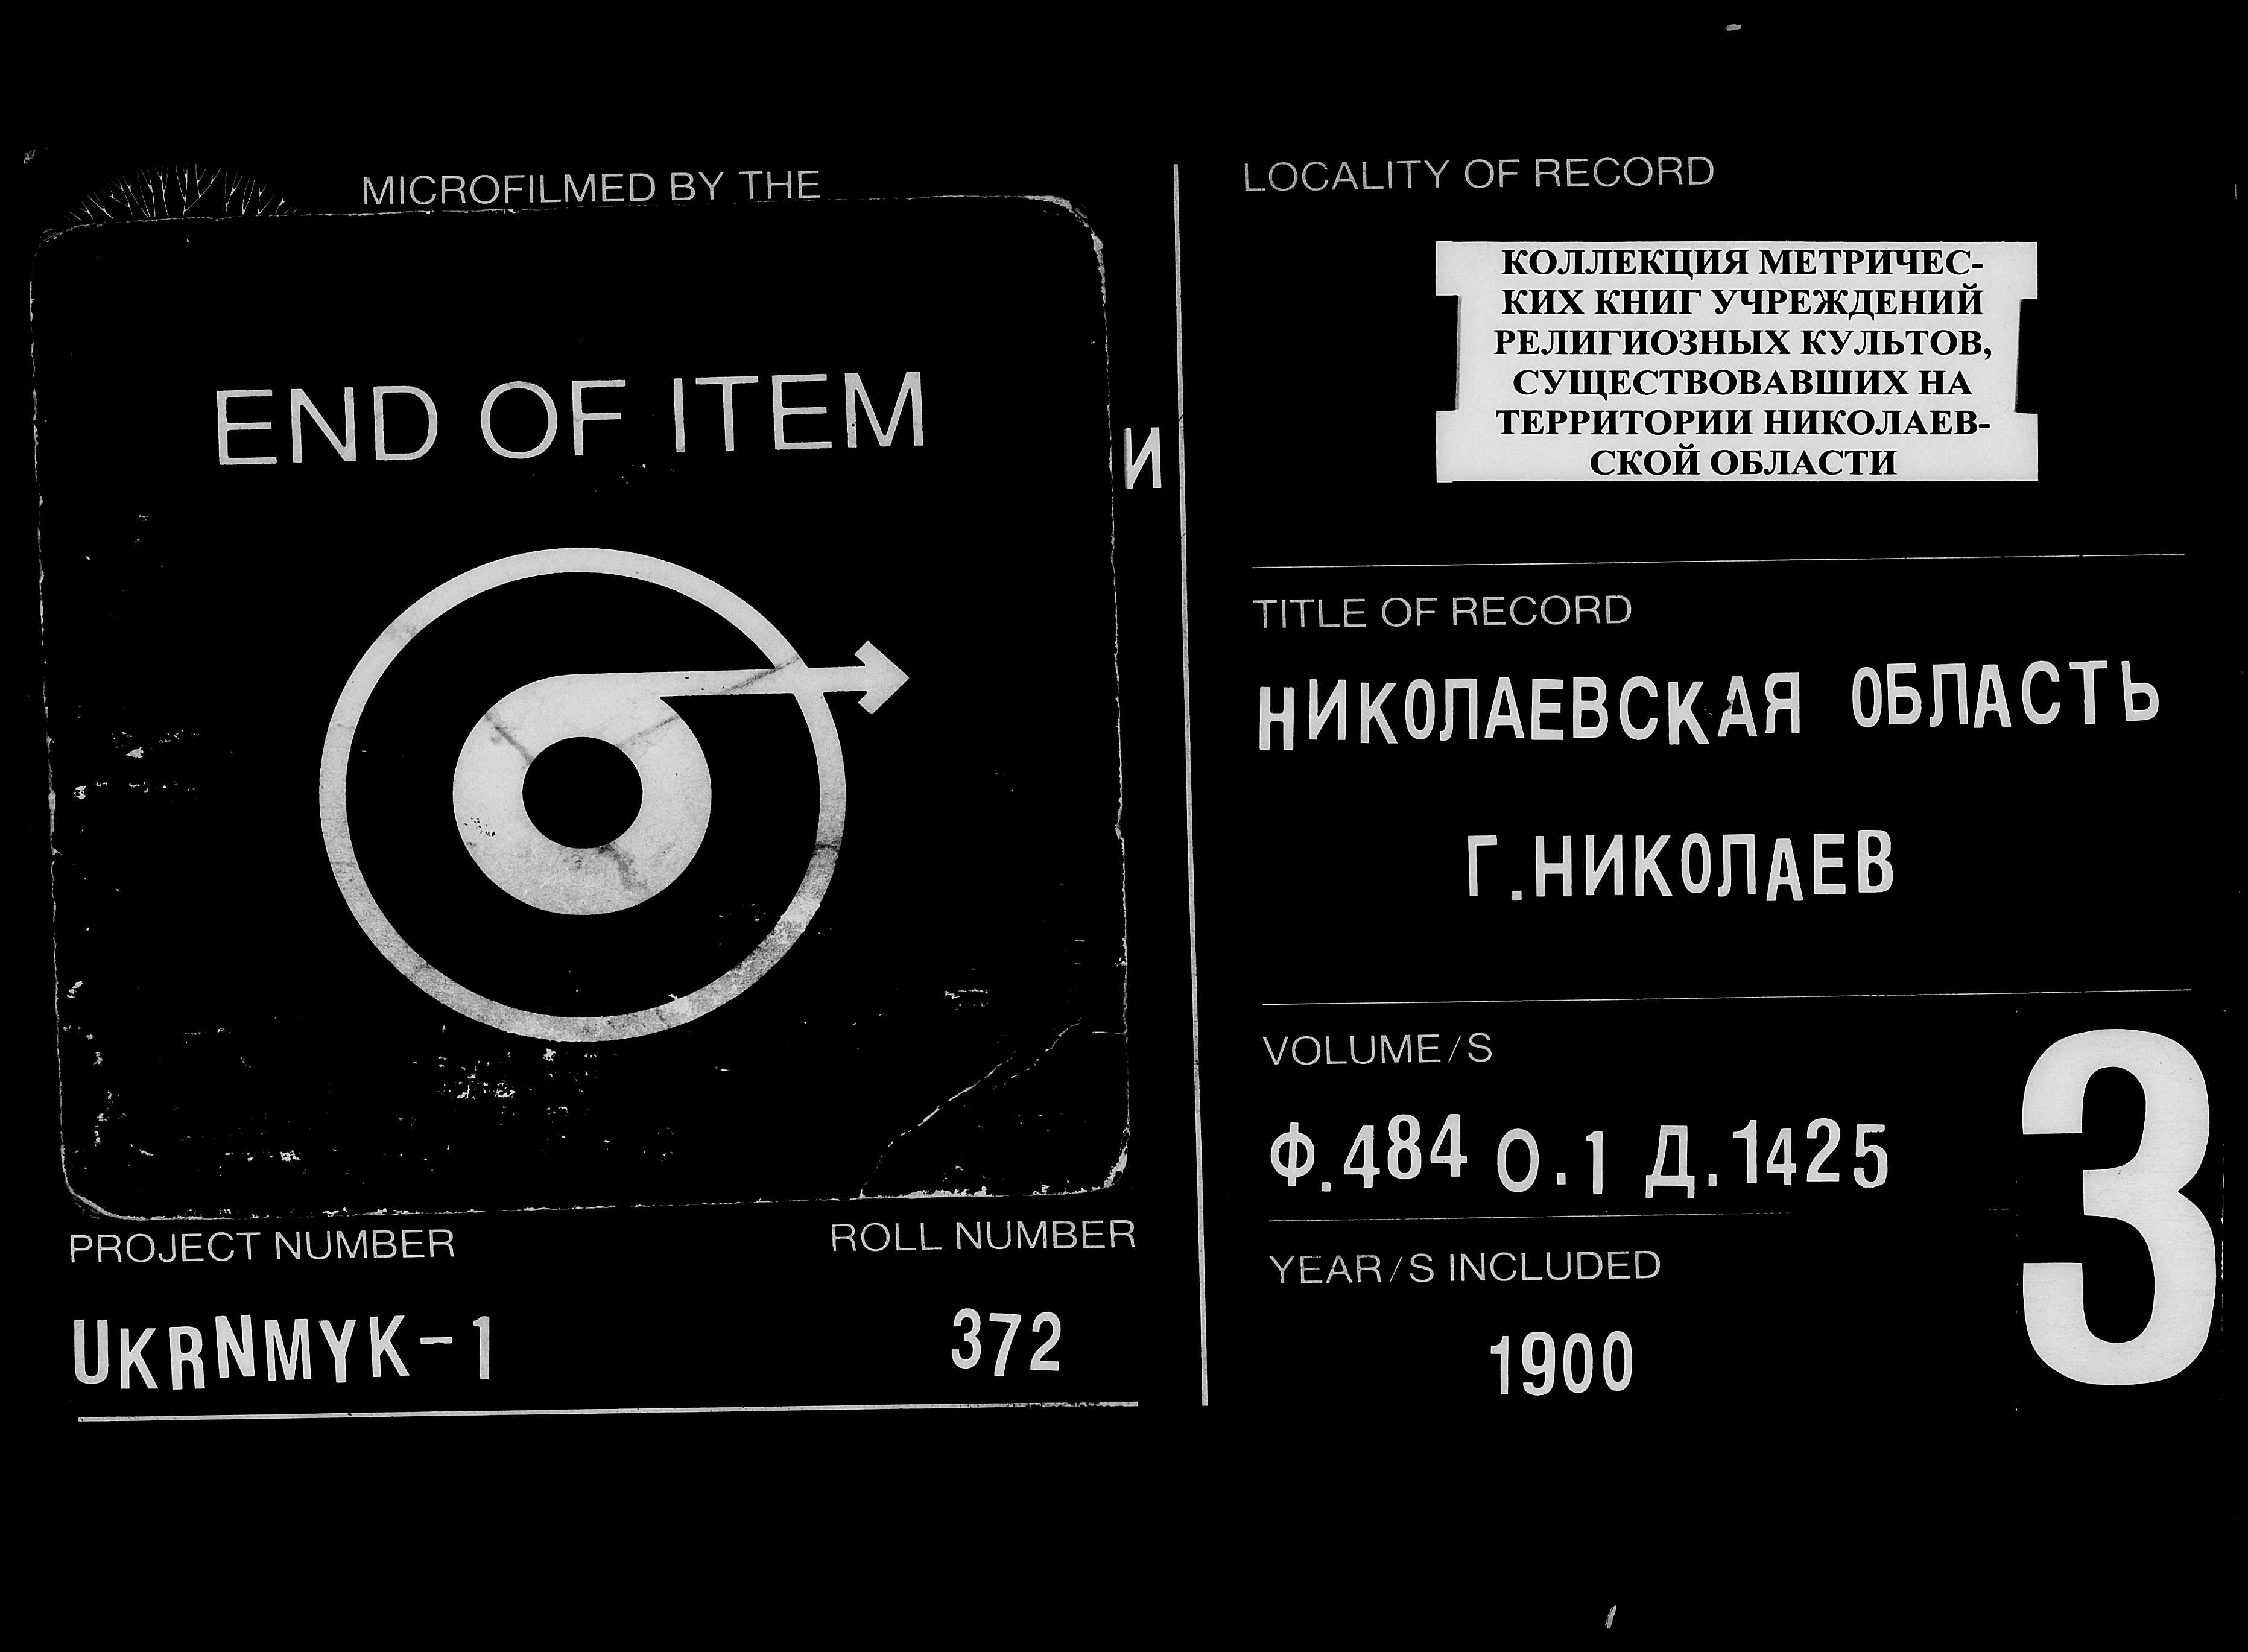 MICROFILMED BY THE
END OF ITEM
И
PROJECT NUMBER
UKRNMYK-1
ROLL NUMBER
372
LOCALITY OF RECORD
КОЛЛЕКЦИЯ МЕТРИЧЕС-
КИХ КНИГ УЧРЕЖДЕНИЙ
РЕЛИГИОЗНЫХ КУЛЬТОВ,
СУЩЕСТВОВАВШИХ НА
ТЕРРИТОРИИ НИКОЛАЕВ-
СКОЙ ОБЛАСТИ
TITLE OF RECORD
НИКОЛАЕВСКАЯ ОБЛАСТЬ
Г.НИКОЛАЕВ
VOLUME/S
Ф.484 О.1 Д.1425
YEAR/S INCLUDED
1900
3